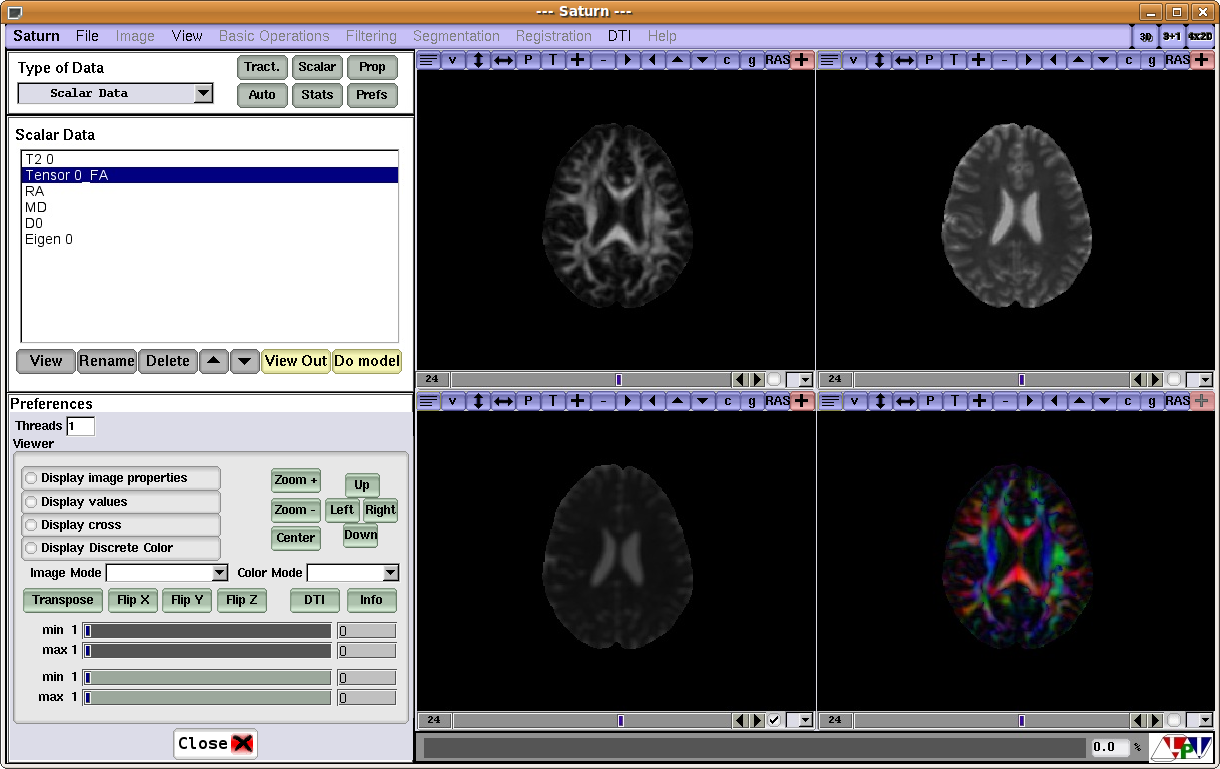 --- Saturn ---
Saturn File Image View Basic Operations Filtering Segmentation Registration DTI Help 3D 3+1 4x2D
Type of Data
Tract. Scalar Prop
Scalar Data
Auto Stats Prefs
Scalar Data
T2 0
Tensor 0_FA
RA
MD
D0
Eigen 0
View Rename Delete View Out Do model
Preferences
Threads 1
Viewer
Display image properties
Display values
Display cross
Display Discrete Color
Zoom + Up
Zoom - Left Right
Center Down
Image Mode Color Mode
Transpose Flip X Flip Y Flip Z DTI Info
min 1 0
max 1 0
min 1 0
max 1 0
Close
v P T + - c g RAS +
24
v P T + - c g RAS +
24
v P T + - c g RAS +
24
v P T + - c g RAS +
24
0.0 %
LPV